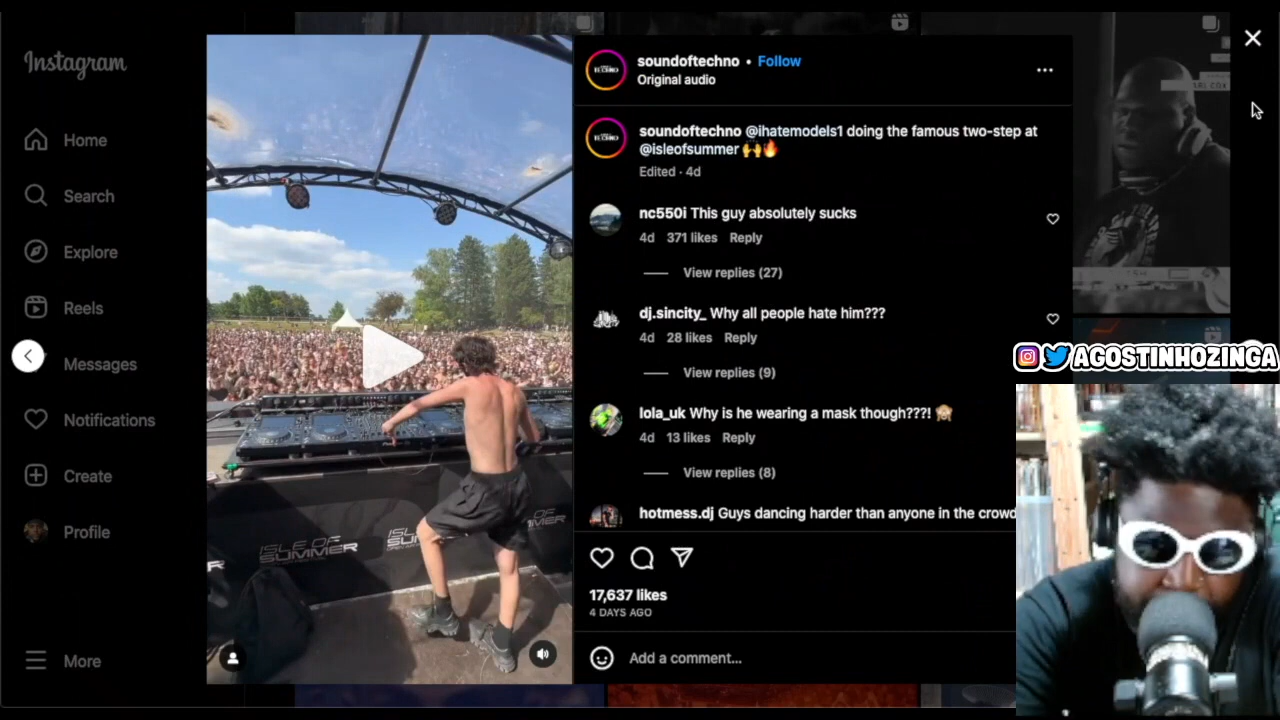 Instagram
Home
Search
Explore
Reels
Messages
Notifications
Create
Profile
More
ISLE OF
SUMMER
OF
soundoftechno • Follow
Original audio
soundoftechno @ihatemodels1 doing the famous two-step at
@isleofsummer 🙌🔥
Edited · 4d
nc550i This guy absolutely sucks
4d 371 likes Reply
View replies (27)
dj.sincity_ Why all people hate him???
4d 28 likes Reply
View replies (9)
lola_uk Why is he wearing a mask though???! 🙈
4d 13 likes Reply
View replies (8)
hotmess.dj Guys dancing harder than anyone in the crowd
17,637 likes
4 DAYS AGO
Add a comment...
AGOSTINHOZINGA